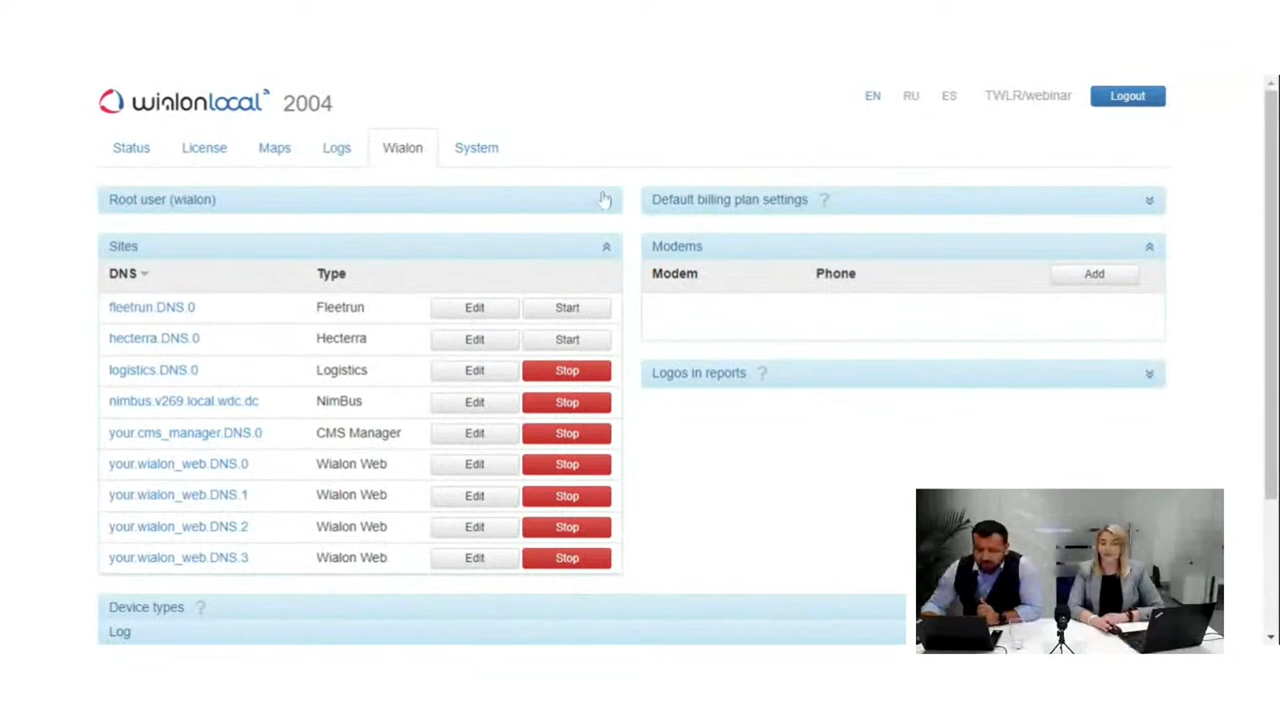 wialon local 2004
EN RU ES TWLR/webinar Logout
Status License Maps Logs Wialon System
Root user (wialon)
Default billing plan settings ?
Sites
DNS Type
fleetrun.DNS.0 Fleetrun Edit Start
hecterra.DNS.0 Hecterra Edit Start
logistics.DNS.0 Logistics Edit Stop
nimbus.v269.local.wdc.dc NimBus Edit Stop
your.cms_manager.DNS.0 CMS Manager Edit Stop
your.wialon_web.DNS.0 Wialon Web Edit Stop
your.wialon_web.DNS.1 Wialon Web Edit Stop
your.wialon_web.DNS.2 Wialon Web Edit Stop
your.wialon_web.DNS.3 Wialon Web Edit Stop
Modems
Modem Phone Add
Logos in reports ?
Device types ?
Log